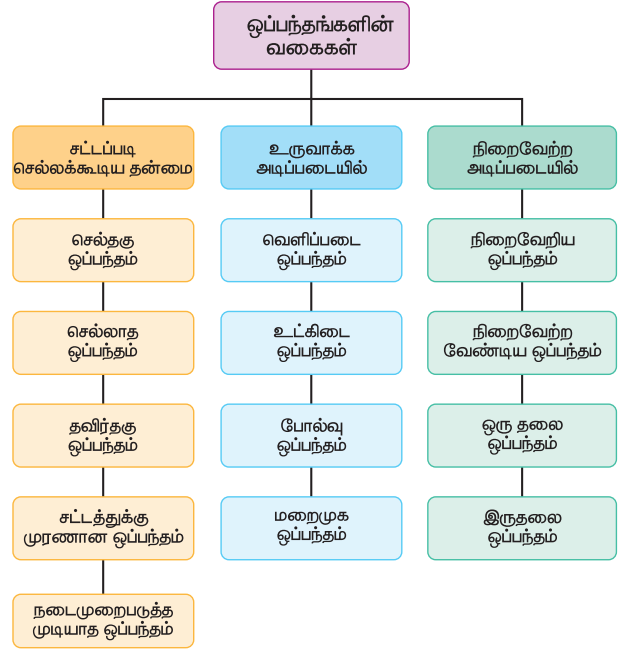 ஒப்பந்தங்களின்
வகைகள்
சட்டப்படி
செல்லக்கூடிய தன்மை
செல்தகு
ஒப்பந்தம்
செல்லாத
ஒப்பந்தம்
தவிர்தகு
ஒப்பந்தம்
சட்டத்துக்கு
முரணான ஒப்பந்தம்
நடைமுறைபடுத்த
முடியாத ஒப்பந்தம்
உருவாக்க
அடிப்படையில்
வெளிப்படை
ஒப்பந்தம்
உட்கிடை
ஒப்பந்தம்
போல்வு
ஒப்பந்தம்
மறைமுக
ஒப்பந்தம்
நிறைவேற்ற
அடிப்படையில்
நிறைவேறிய
ஒப்பந்தம்
நிறைவேற்ற
வேண்டிய ஒப்பந்தம்
ஒரு தலை
ஒப்பந்தம்
இருதலை
ஒப்பந்தம்